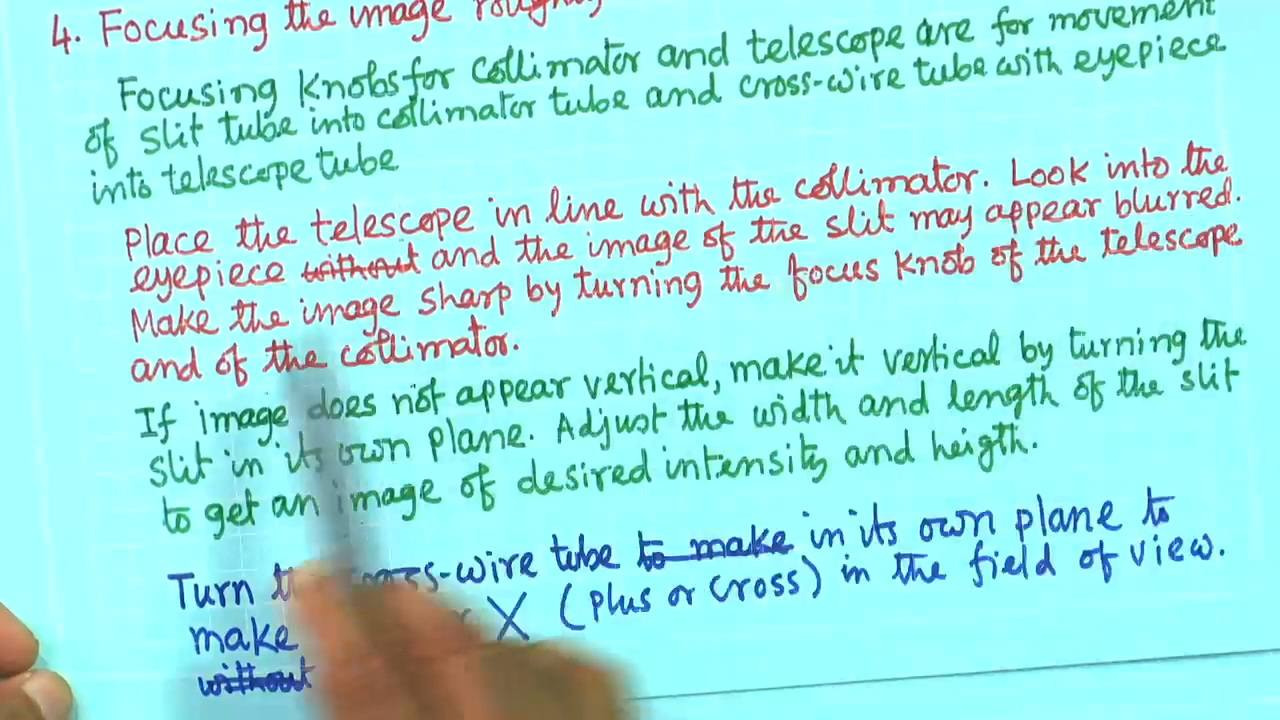 4. Focusing the image roughly
Focusing knobs for collimator and telescope are for movement
of slit tube into collimator tube and cross-wire tube with eyepiece
into telescope tube
Place the telescope in line with the collimator. Look into the
eyepiece without and the image of the slit may appear blurred.
Make the image sharp by turning the focus knob of the telescope
and of the collimator.
If image does not appear vertical, make it vertical by turning the
slit in its own plane. Adjust the width and length of the slit
to get an image of desired intensity and heigth.
Turn cross-wire tube to make in its own plane to
make X (plus or cross) in the field of view.
without